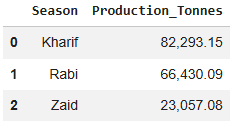 Season Production_Tonnes
0 Kharif 82,293.15
1 Rabi 66,430.09
2 Zaid 23,057.08